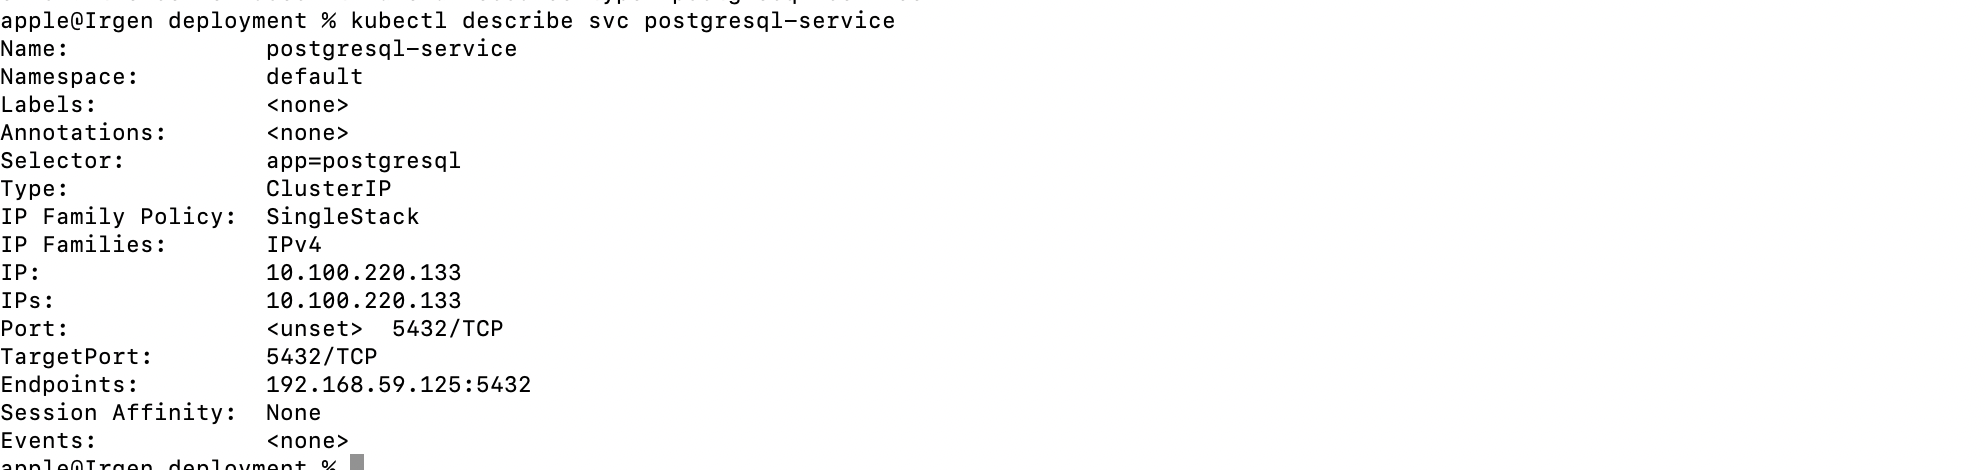 apple@Irgen deployment % kubectl describe svc postgresql-service
Name:              postgresql-service
Namespace:         default
Labels:            <none>
Annotations:       <none>
Selector:          app=postgresql
Type:              ClusterIP
IP Family Policy:  SingleStack
IP Families:       IPv4
IP:                10.100.220.133
IPs:               10.100.220.133
Port:              <unset>  5432/TCP
TargetPort:        5432/TCP
Endpoints:         192.168.59.125:5432
Session Affinity:  None
Events:            <none>
apple@Irgen deployment %